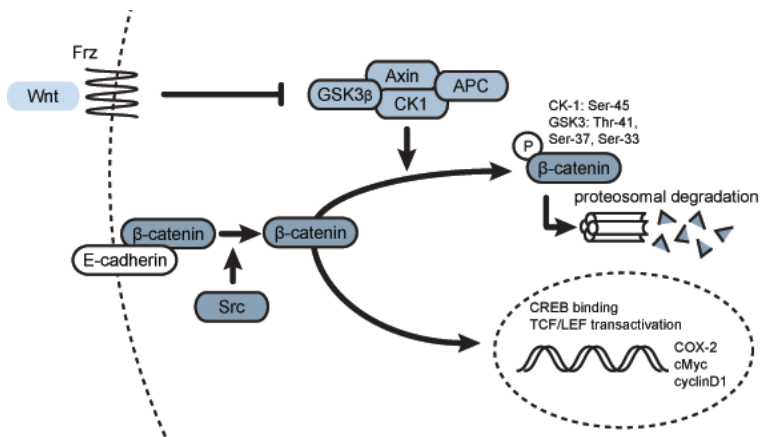 Frz
Wnt
Axin
GSK3β
APC
CK1
CK-1: Ser-45
GSK3: Thr-41,
Ser-37, Ser-33
P
β-catenin
proteosomal degradation
β-catenin
β-catenin
E-cadherin
Src
CREB binding
TCF/LEF transactivation
COX-2
cMyc
cyclinD1